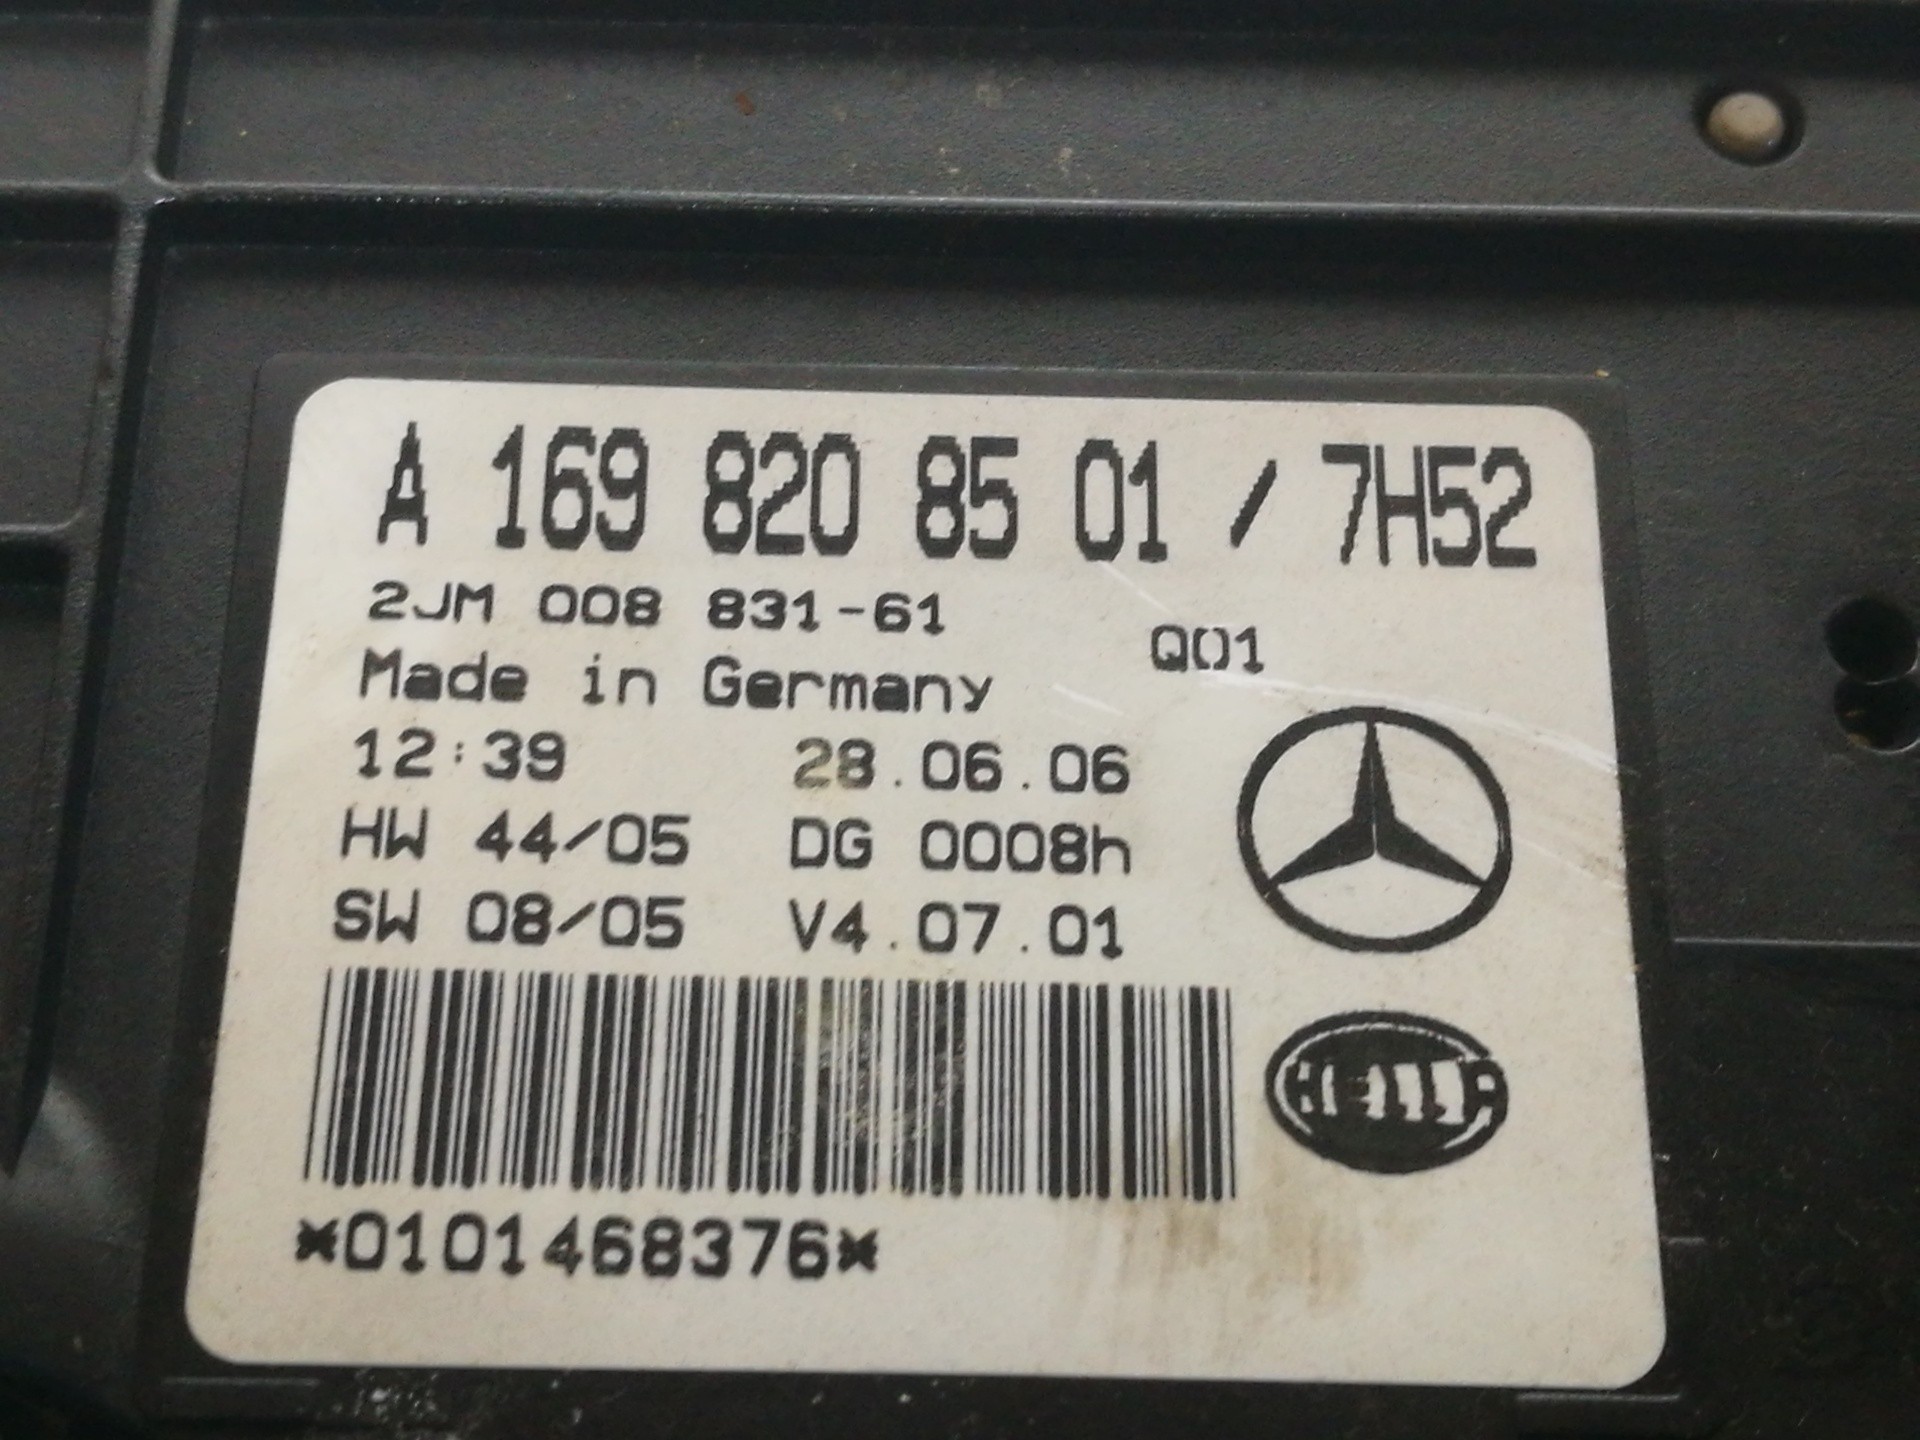 A 169 820 85 01 / 7H52
2JM 008 831-61
Q01
Made in Germany
12:39 28.06.06
HW 44/05 DG 0008h
SW 08/05 V4.07.01
HELLA
*0101468376*